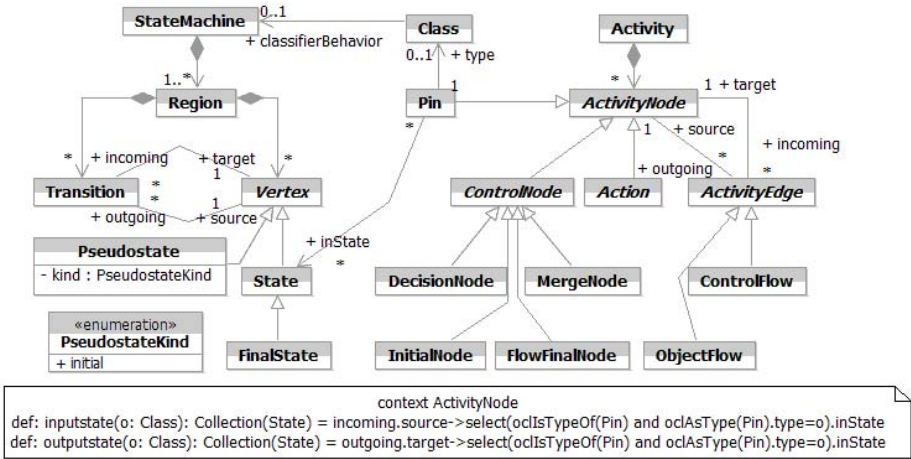 StateMachine
0..1
+ classifierBehavior
Class
0..1
+ type
Activity
1..*
Region
1
Pin
*
*
ActivityNode
1 + target
*
+ incoming
+ target
*
1
+ source
*
+ incoming
*
1
+ outgoing
Transition
*
*
1
Vertex
+ outgoing
+ source
ControlNode
Action
ActivityEdge
Pseudostate
- kind : PseudostateKind
+ inState
*
State
DecisionNode
MergeNode
ControlFlow
«enumeration»
PseudostateKind
+ initial
FinalState
InitialNode
FlowFinalNode
ObjectFlow
context ActivityNode
def: inputstate(o: Class): Collection(State) = incoming.source->select(oclIsTypeOf(Pin) and oclAsType(Pin).type=o).inState
def: outputstate(o: Class): Collection(State) = outgoing.target->select(oclIsTypeOf(Pin) and oclAsType(Pin).type=o).inState